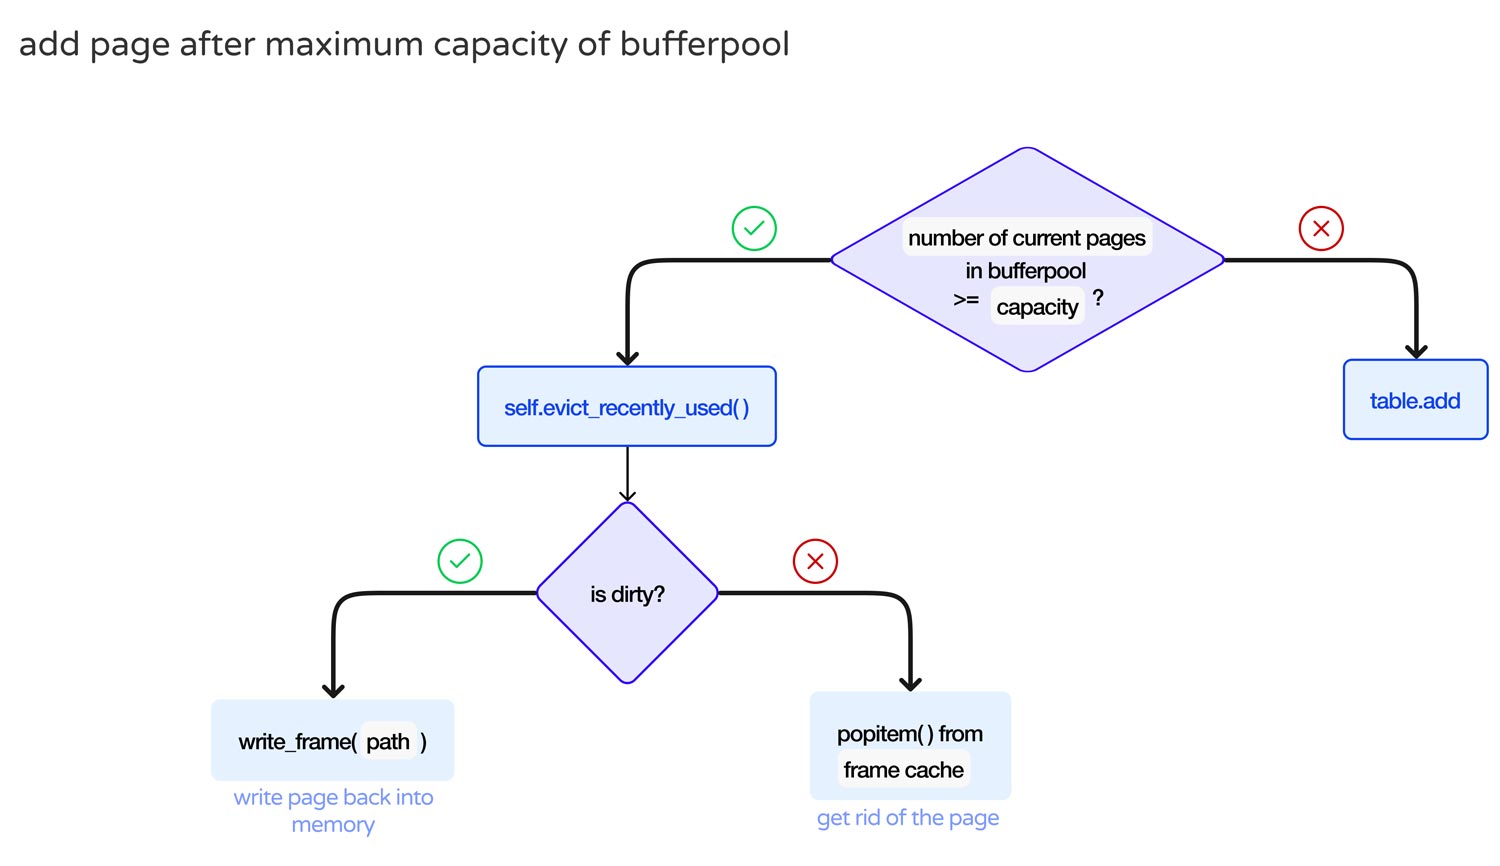 add page after maximum capacity of bufferpool
number of current pages
in bufferpool
>= capacity ?
self.evict_recently_used()
table.add
is dirty?
write_frame( path )
write page back into
memory
popitem() from
frame cache
get rid of the page